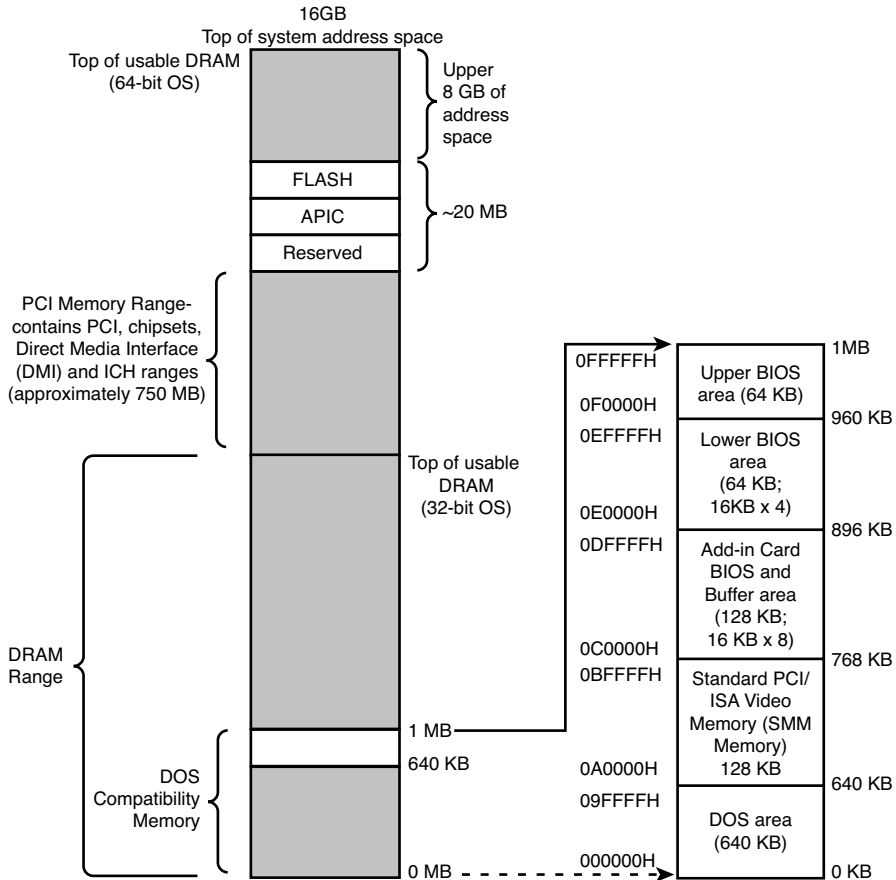 16GB
Top of system address space
Top of usable DRAM
(64-bit OS)
Upper
8 GB of
address
space
FLASH
APIC
Reserved
~20 MB
PCI Memory Range-
contains PCI, chipsets,
Direct Media Interface
(DMI) and ICH ranges
(approximately 750 MB)
Top of usable
DRAM
(32-bit OS)
DRAM
Range
DOS
Compatibility
Memory
1 MB
640 KB
0 MB
0FFFFFH
0F0000H
0EFFFFH
0E0000H
0DFFFFH
0C0000H
0BFFFFH
0A0000H
09FFFFH
000000H
Upper BIOS
area (64 KB)
Lower BIOS
area
(64 KB;
16KB x 4)
Add-in Card
BIOS and
Buffer area
(128 KB;
16 KB x 8)
Standard PCI/
ISA Video
Memory (SMM
Memory)
128 KB
DOS area
(640 KB)
1MB
960 KB
896 KB
768 KB
640 KB
0 KB